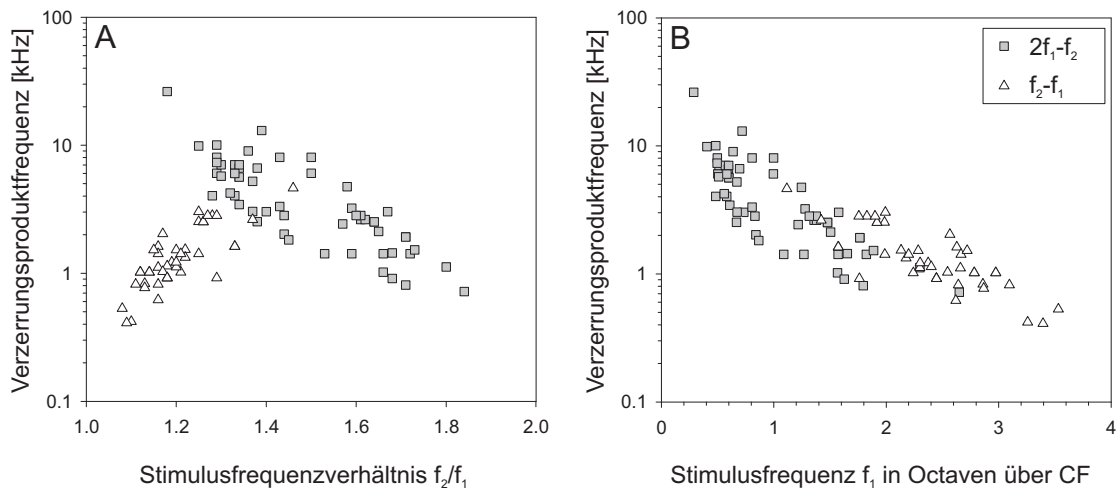 A
Verzerrungsproduktfrequenz [kHz]
100
10
1
0.1
1.0
1.2
1.4
1.6
1.8
2.0
Stimulusfrequenzverhältnis f₂/f₁
B
Verzerrungsproduktfrequenz [kHz]
100
10
1
0.1
0
1
2
3
4
Stimulusfrequenz f₁ in Octaven über CF
2f₁-f₂
f₂-f₁